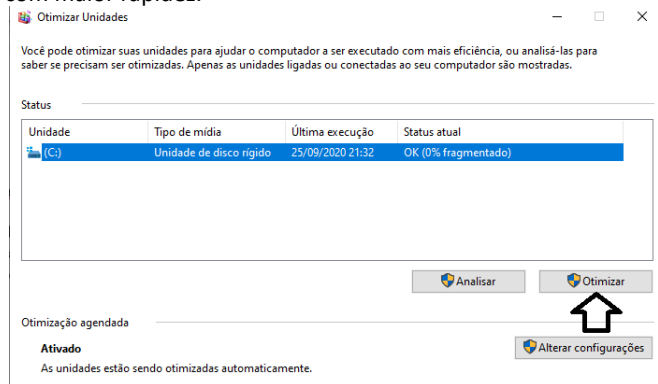 com maior rapidez.
Otimizar Unidades
Você pode otimizar suas unidades para ajudar o computador a ser executado com mais eficiência, ou analisá-las para
saber se precisam ser otimizadas. Apenas as unidades ligadas ou conectadas ao seu computador são mostradas.
Status
Unidade Tipo de mídia Última execução Status atual
(C:) Unidade de disco rígido 25/09/2020 21:32 OK (0% fragmentado)
Analisar Otimizar
Otimização agendada
Ativado Alterar configurações
As unidades estão sendo otimizadas automaticamente.